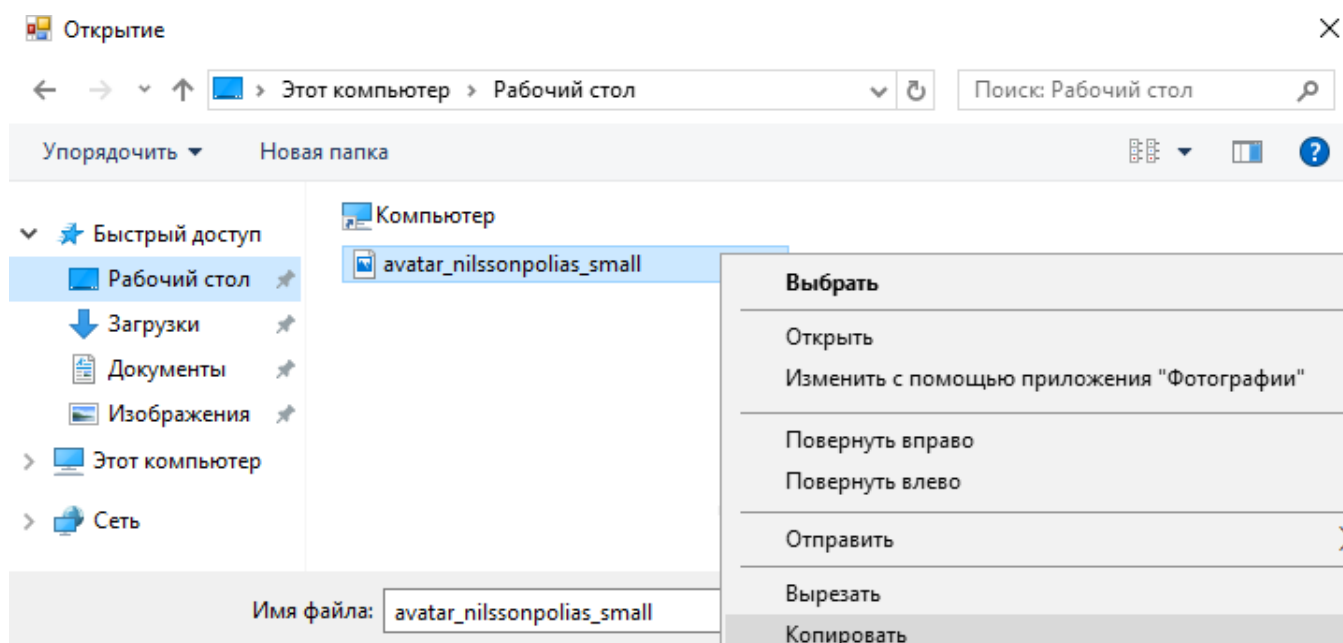 Открытие
Этот компьютер Рабочий стол
Поиск: Рабочий стол
Упорядочить Новая папка
Быстрый доступ
Рабочий стол
Загрузки
Документы
Изображения
Этот компьютер
Сеть
Компьютер
avatar_nilssonpolias_small
Выбрать
Открыть
Изменить с помощью приложения "Фотографии"
Повернуть вправо
Повернуть влево
Отправить
Вырезать
Копировать
Имя файла: avatar_nilssonpolias_small